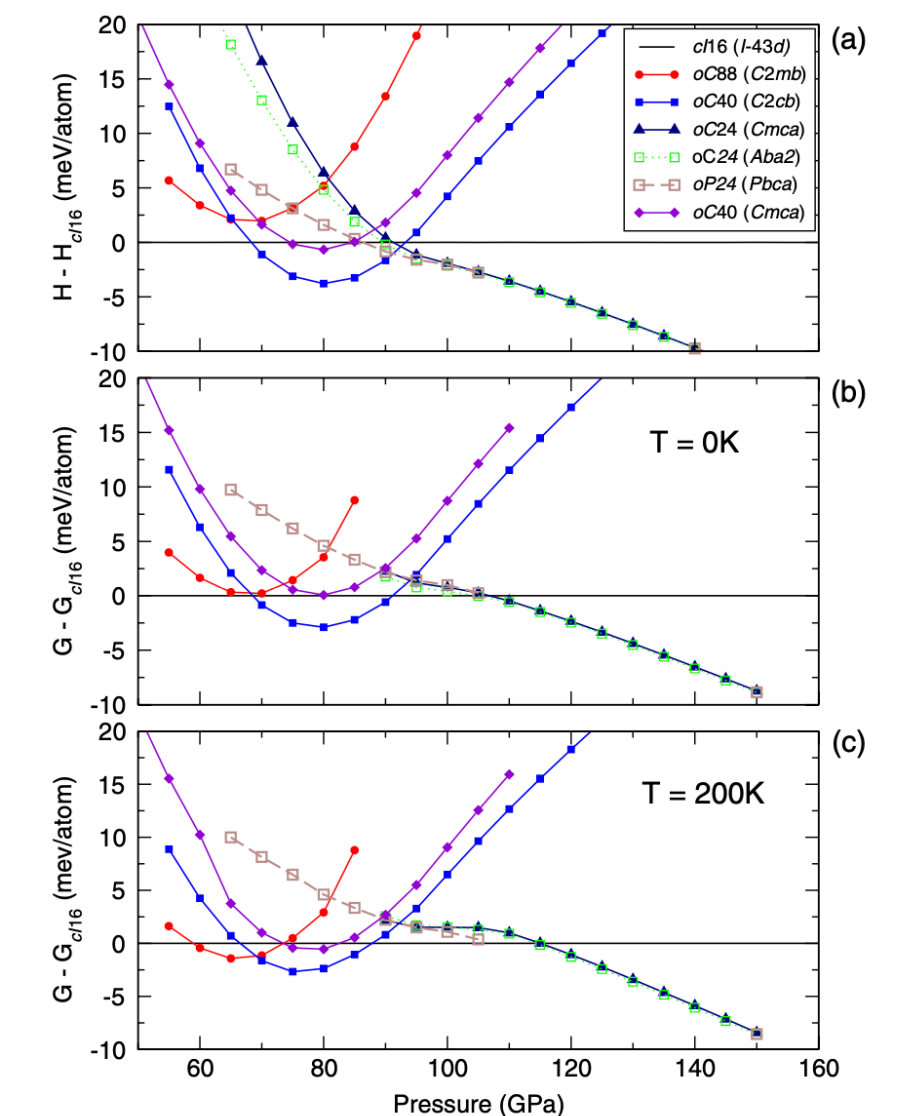 20
15
10
5
0
-5
-10
H - H_cI16 (meV/atom)
(a)
cI16 (I-43d)
oC88 (C2mb)
oC40 (C2cb)
oC24 (Cmca)
oC24 (Aba2)
oP24 (Pbca)
oC40 (Cmca)
20
15
10
5
0
-5
-10
G - G_cI16 (meV/atom)
(b)
T = 0K
20
15
10
5
0
-5
-10
G - G_cI16 (mev/atom)
(c)
T = 200K
60 80 100 120 140 160
Pressure (GPa)